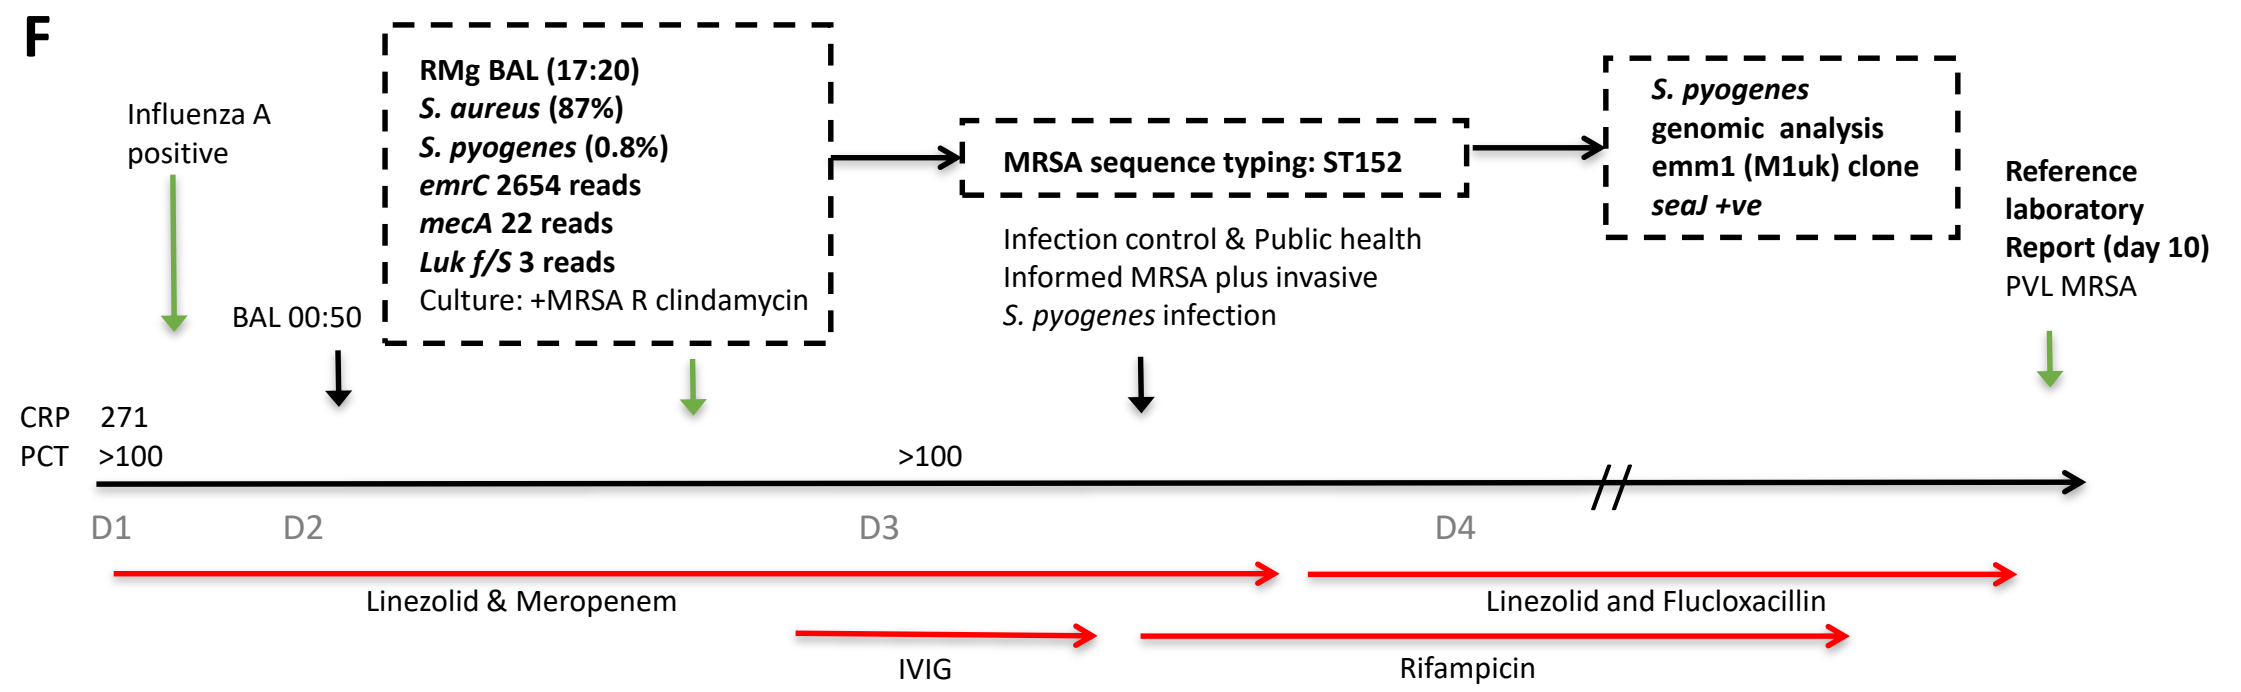 F
Influenza A
positive
BAL 00:50
RMg BAL (17:20)
S. aureus (87%)
S. pyogenes (0.8%)
emrC 2654 reads
mecA 22 reads
Luk f/S 3 reads
Culture: +MRSA R clindamycin
MRSA sequence typing: ST152
Infection control & Public health
Informed MRSA plus invasive
S. pyogenes infection
S. pyogenes
genomic analysis
emm1 (M1uk) clone
seaJ +ve
Reference
laboratory
Report (day 10)
PVL MRSA
CRP 271
PCT >100 >100
D1 D2 D3 D4
Linezolid & Meropenem
Linezolid and Flucloxacillin
IVIG
Rifampicin